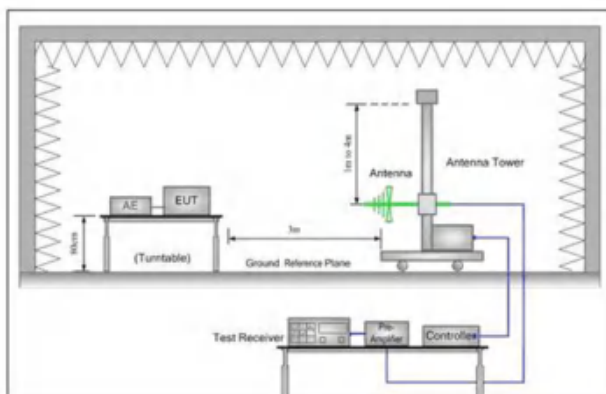 1m to 4m
Antenna
Antenna Tower
AE
EUT
80cm
(Turntable)
3m
Ground Reference Plane
Test Receiver
Pre-
Amplifier
Controller